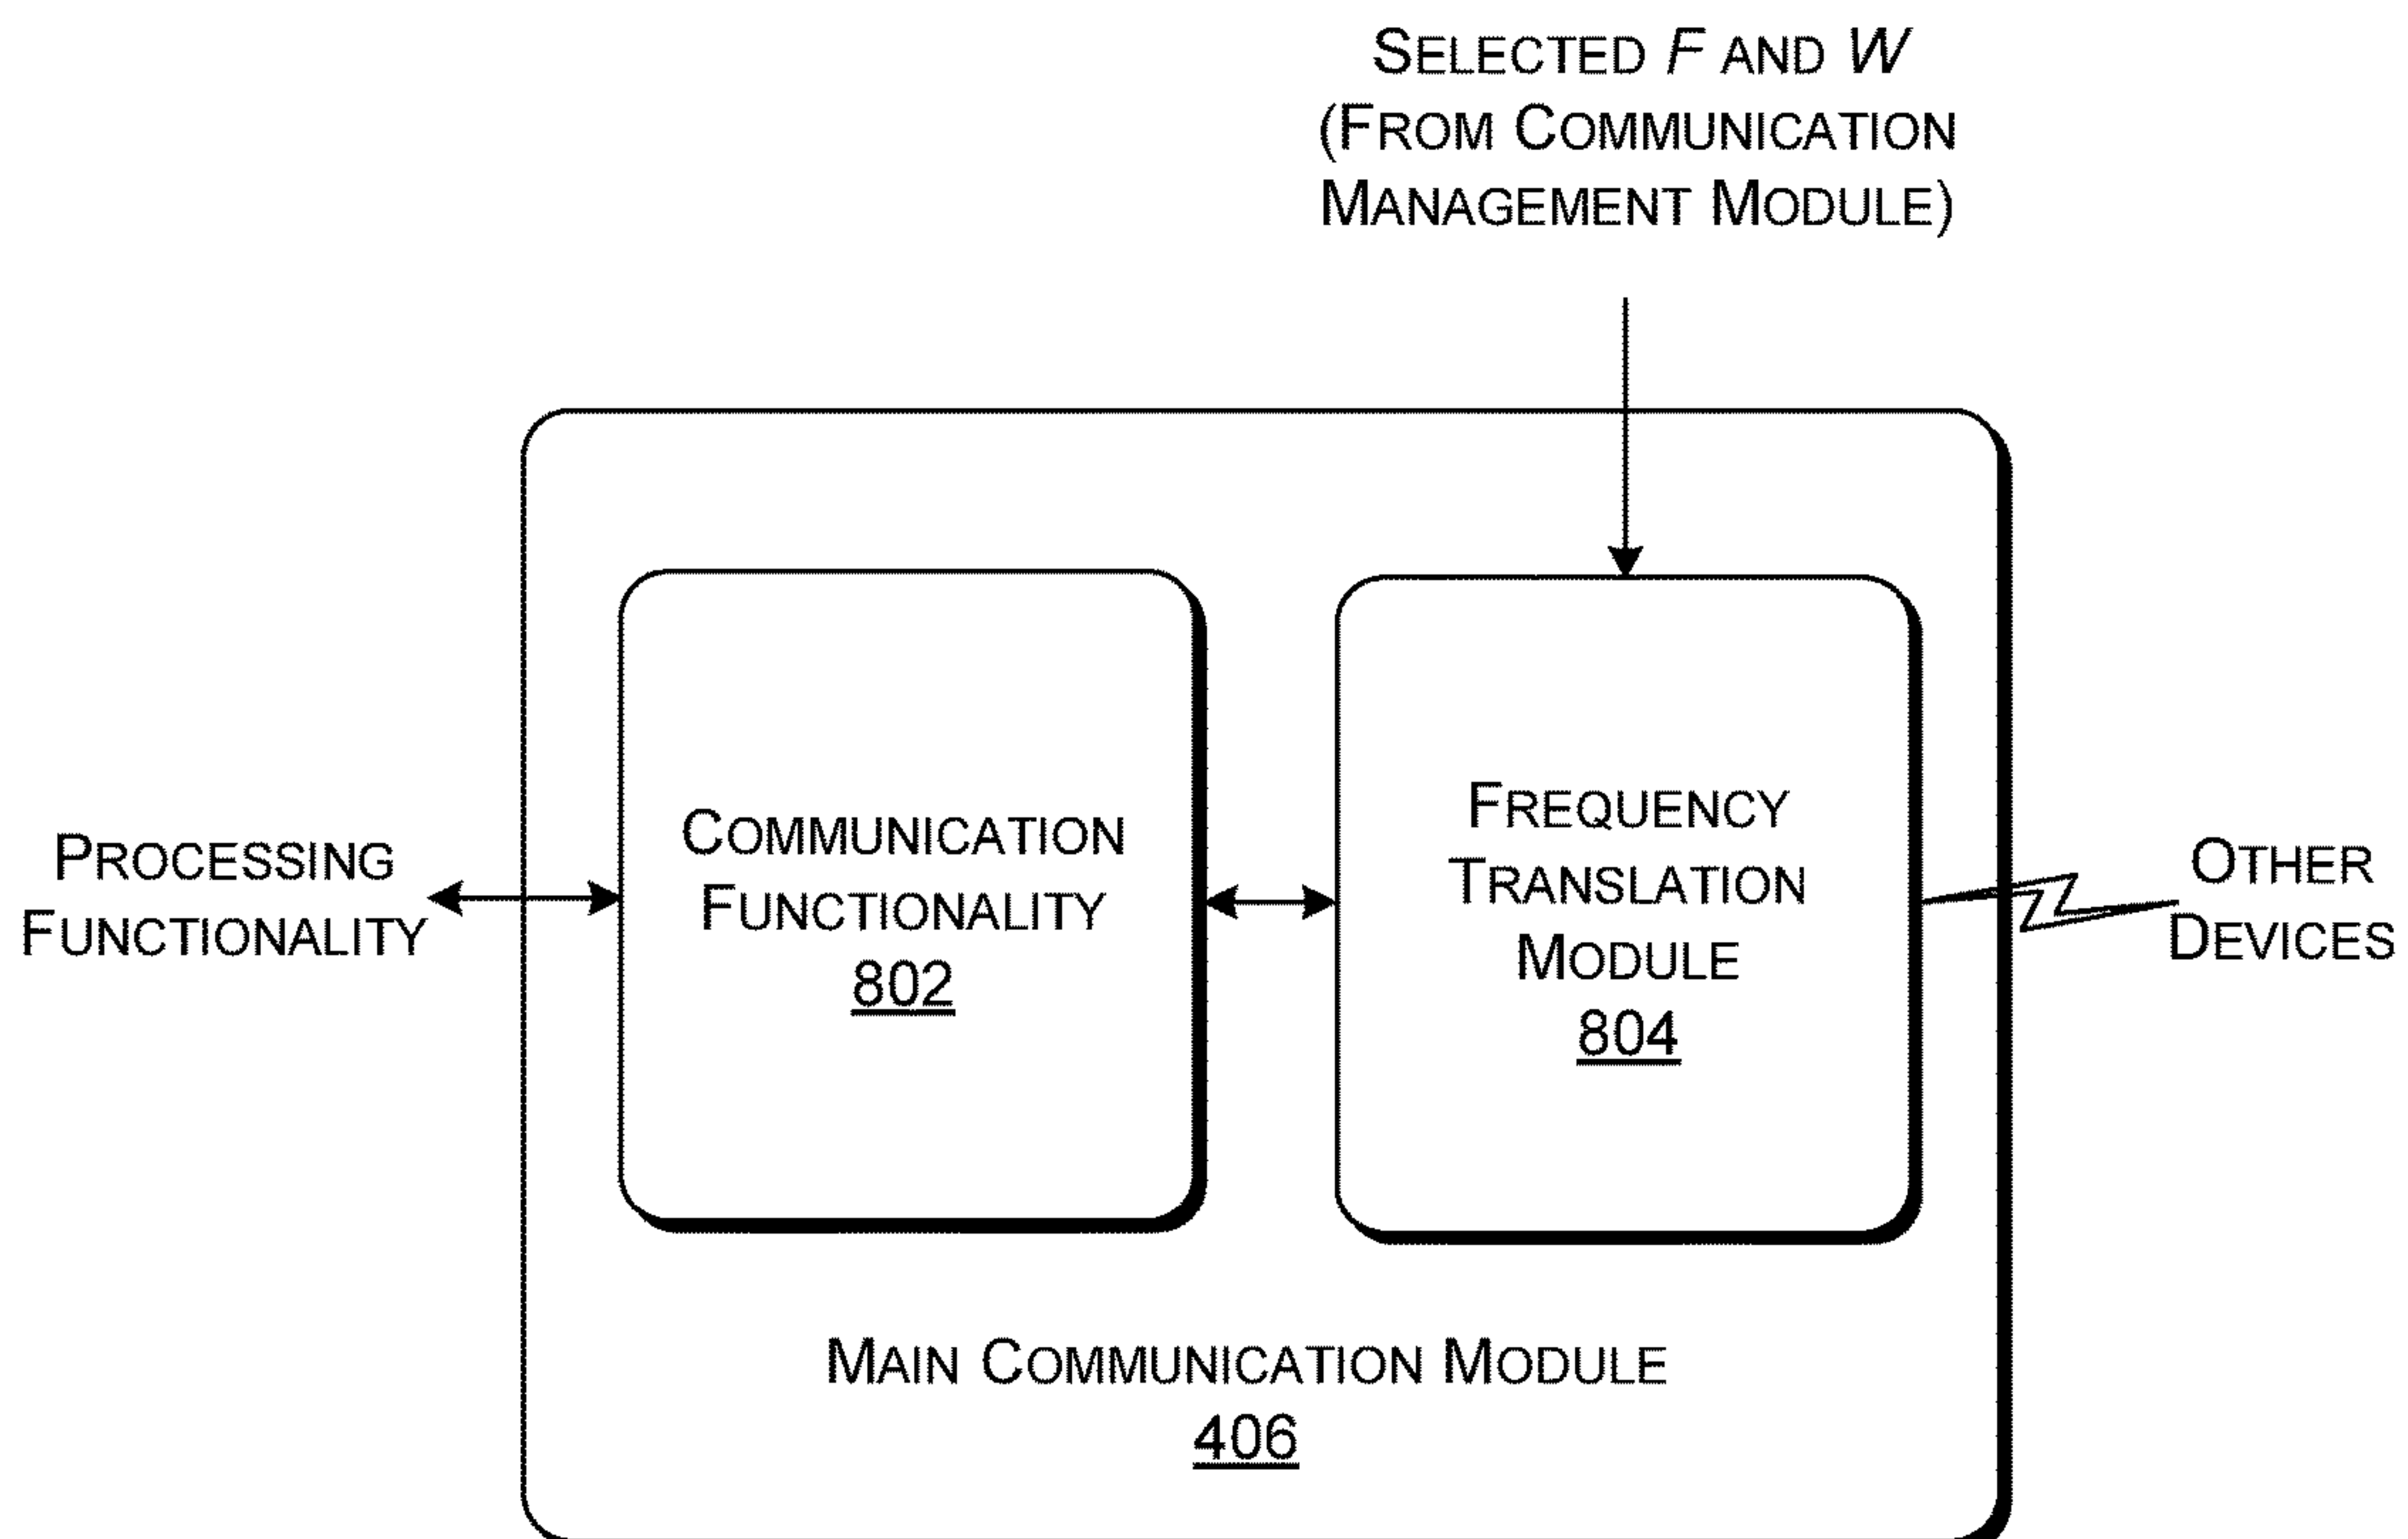 SELECTED F AND W
(FROM COMMUNICATION
MANAGEMENT MODULE)
PROCESSING
FUNCTIONALITY
COMMUNICATION
FUNCTIONALITY
802
FREQUENCY
TRANSLATION
MODULE
804
OTHER
DEVICES
MAIN COMMUNICATION MODULE
406